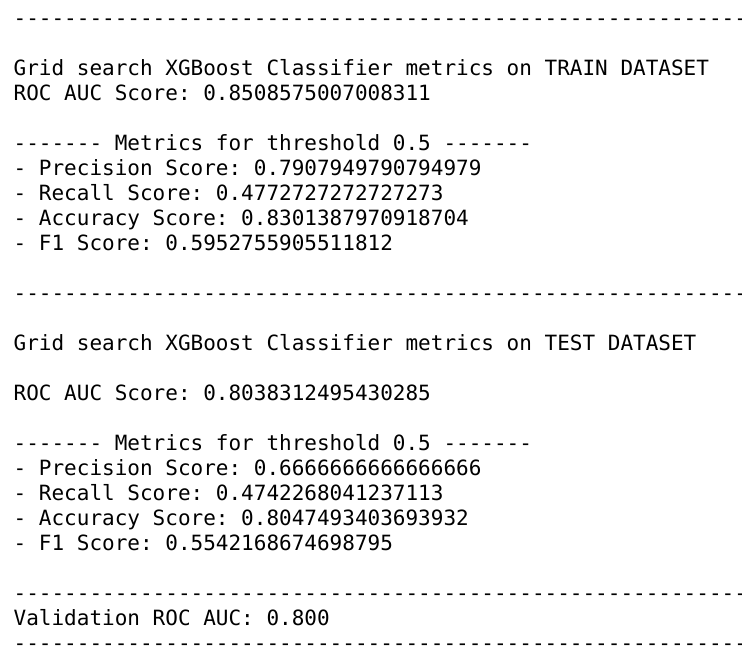 -----------------------------------------------------------
Grid search XGBoost Classifier metrics on TRAIN DATASET
ROC AUC Score: 0.8508575007008311
------- Metrics for threshold 0.5 -------
- Precision Score: 0.7907949790794979
- Recall Score: 0.4772727272727273
- Accuracy Score: 0.8301387970918704
- F1 Score: 0.5952755905511812
-----------------------------------------------------------
Grid search XGBoost Classifier metrics on TEST DATASET
ROC AUC Score: 0.8038312495430285
------- Metrics for threshold 0.5 -------
- Precision Score: 0.6666666666666666
- Recall Score: 0.4742268041237113
- Accuracy Score: 0.8047493403693932
- F1 Score: 0.5542168674698795
-----------------------------------------------------------
Validation ROC AUC: 0.800
-----------------------------------------------------------